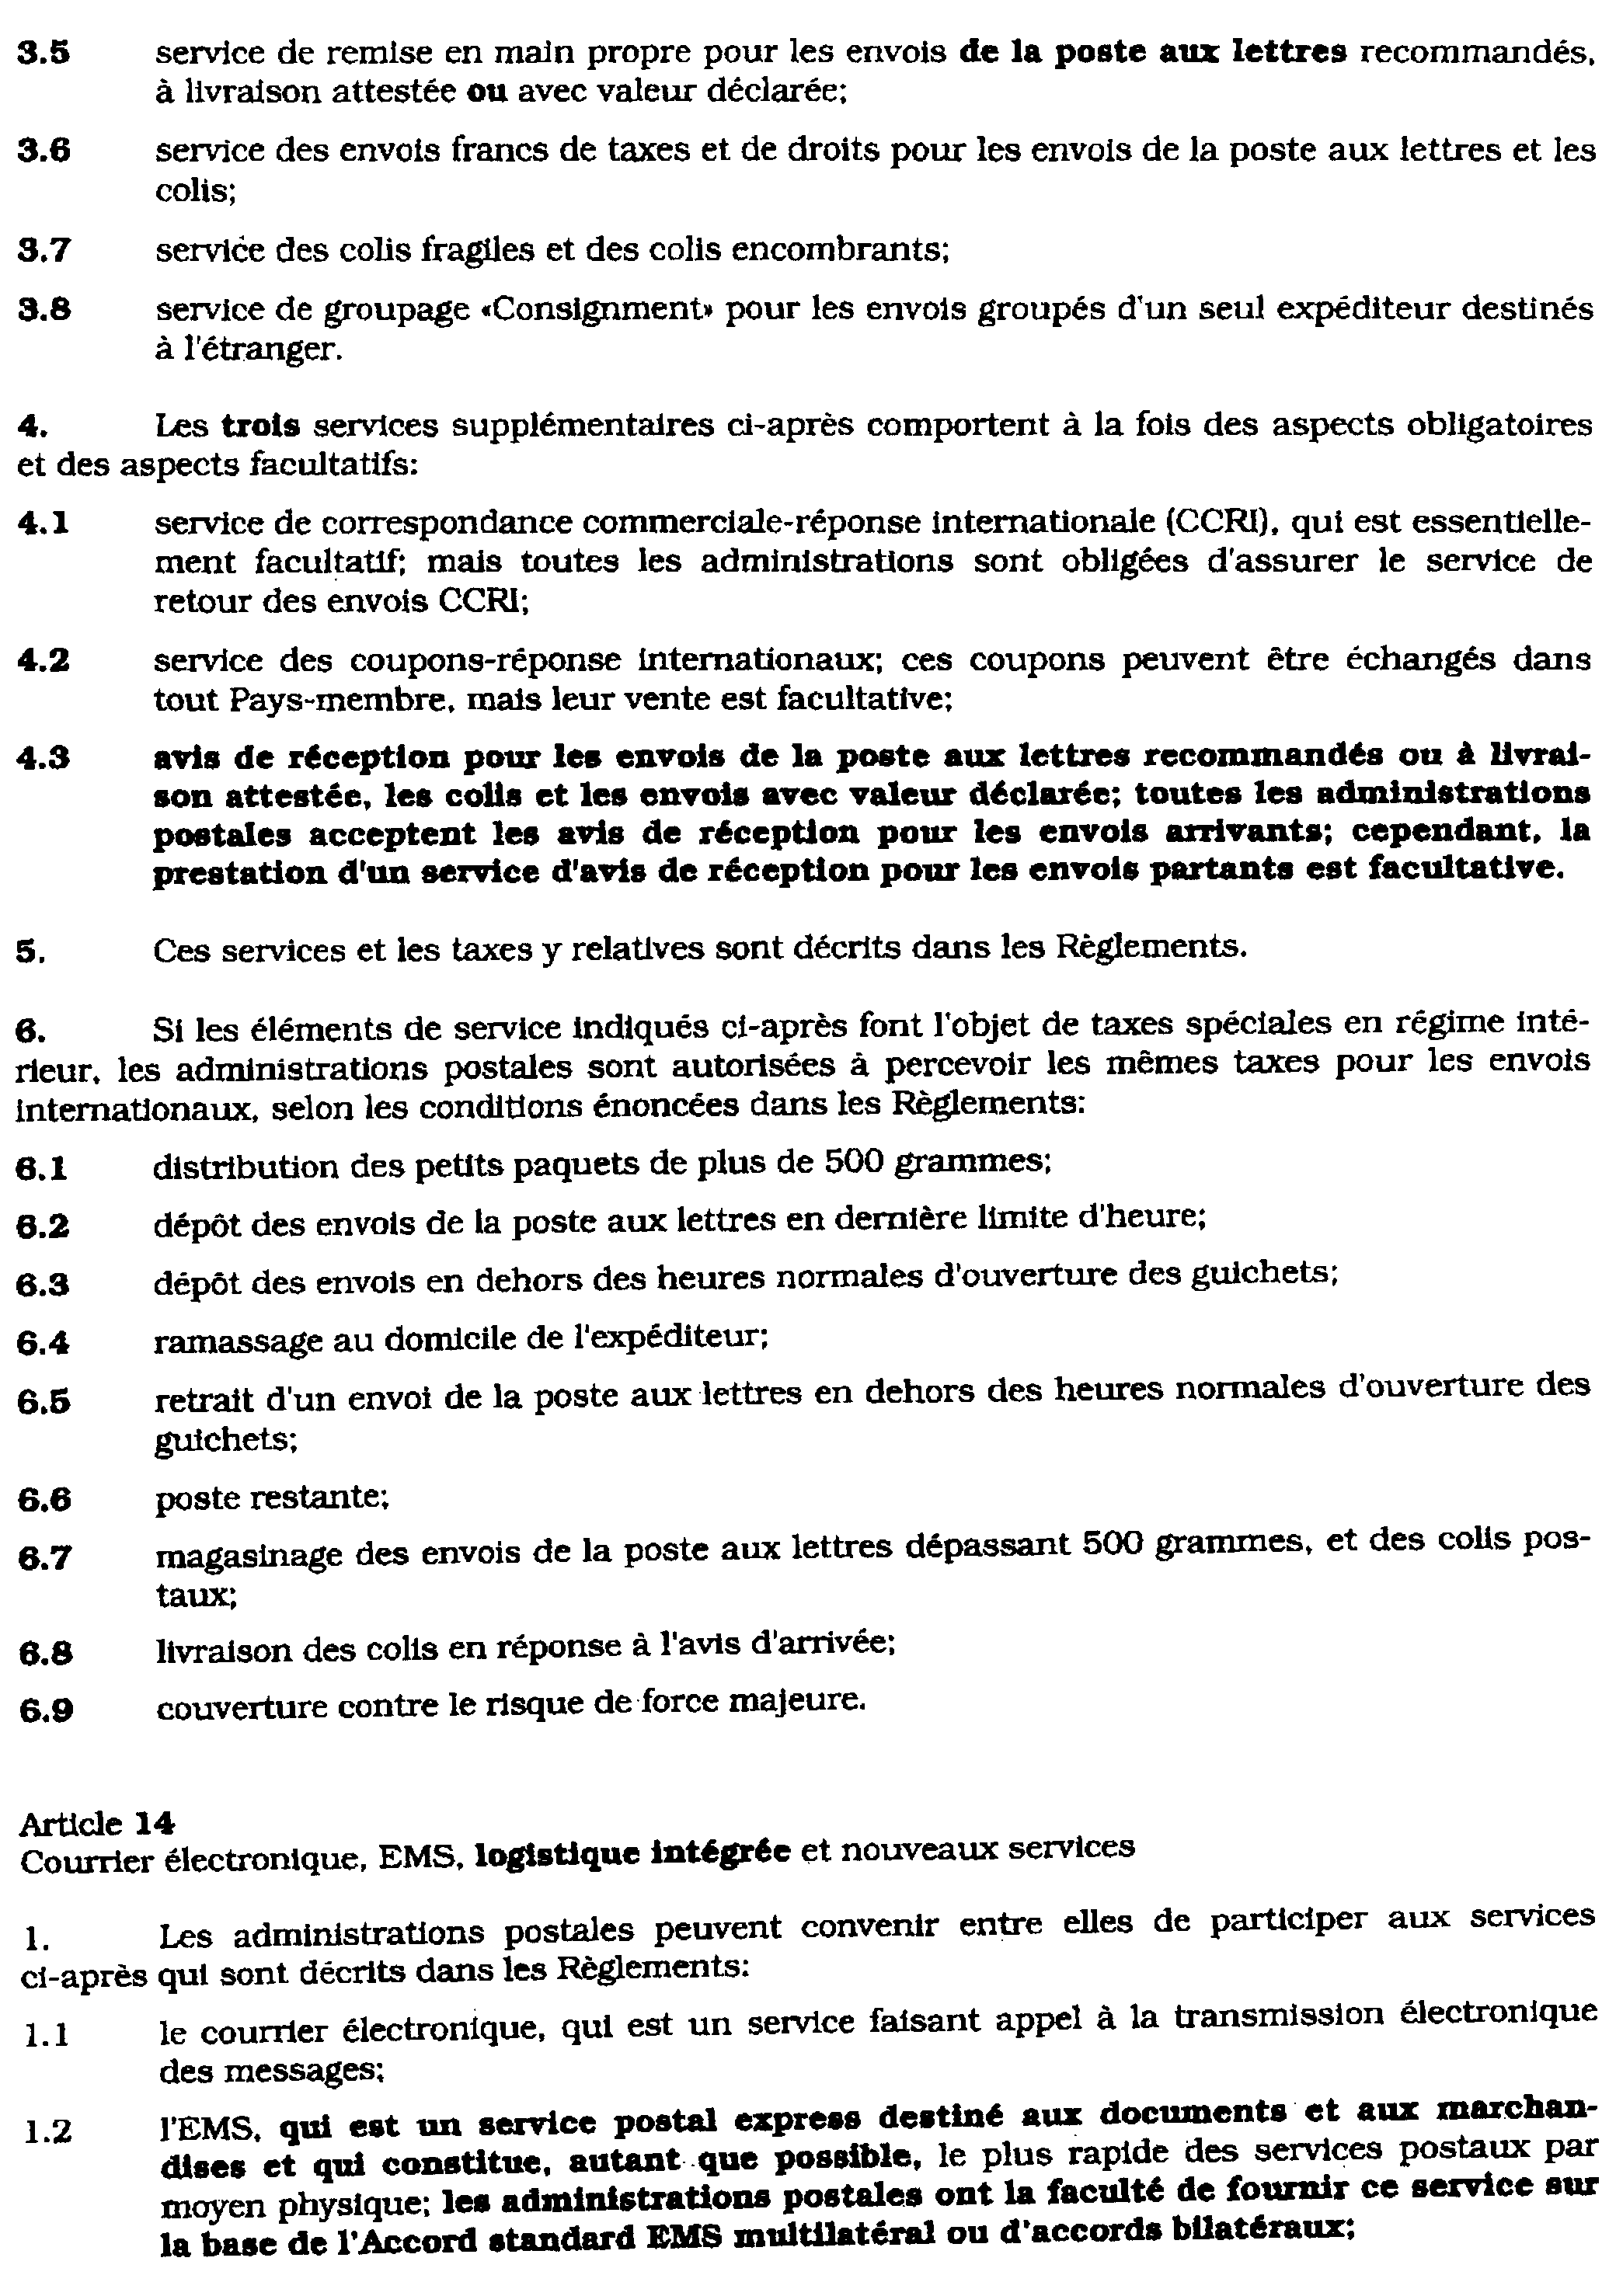 3.5 service de remise en main propre pour les envois de la poste aux lettres recommandés,
à livraison attestée ou avec valeur déclarée;
3.6 service des envois francs de taxes et de droits pour les envois de la poste aux lettres et les
colis;
3.7 service des colis fragiles et des colis encombrants;
3.8 service de groupage «Consignment» pour les envois groupés d'un seul expéditeur destinés
à l'étranger.
4. Les trois services supplémentaires ci-après comportent à la fois des aspects obligatoires
et des aspects facultatifs:
4.1 service de correspondance commerciale-réponse internationale (CCRI), qui est essentielle-
ment facultatif; mais toutes les administrations sont obligées d'assurer le service de
retour des envois CCRI;
4.2 service des coupons-réponse internationaux; ces coupons peuvent être échangés dans
tout Pays-membre, mais leur vente est facultative;
4.3 avis de réception pour les envois de la poste aux lettres recommandés ou à livrai-
son attestée, les colis et les envois avec valeur déclarée; toutes les administrations
postales acceptent les avis de réception pour les envois arrivants; cependant, la
prestation d'un service d'avis de réception pour les envois partants est facultative.
5. Ces services et les taxes y relatives sont décrits dans les Règlements.
6. Si les éléments de service indiqués ci-après font l'objet de taxes spéciales en régime inté-
rieur, les administrations postales sont autorisées à percevoir les mêmes taxes pour les envois
internationaux, selon les conditions énoncées dans les Règlements:
6.1 distribution des petits paquets de plus de 500 grammes;
6.2 dépôt des envois de la poste aux lettres en dernière limite d'heure;
6.3 dépôt des envois en dehors des heures normales d'ouverture des guichets;
6.4 ramassage au domicile de l'expéditeur;
6.5 retrait d'un envoi de la poste aux lettres en dehors des heures normales d'ouverture des
guichets;
6.6 poste restante;
6.7 magasinage des envois de la poste aux lettres dépassant 500 grammes, et des colis pos-
taux;
6.8 livraison des colis en réponse à l'avis d'arrivée;
6.9 couverture contre le risque de force majeure.
Article 14
Courrier électronique, EMS, logistique intégrée et nouveaux services
1. Les administrations postales peuvent convenir entre elles de participer aux services
ci-après qui sont décrits dans les Règlements:
1.1 le courrier électronique, qui est un service faisant appel à la transmission électronique
des messages;
1.2 l'EMS, qui est un service postal express destiné aux documents et aux marchan-
dises et qui constitue, autant que possible, le plus rapide des services postaux par
moyen physique; les administrations postales ont la faculté de fournir ce service sur
la base de l'Accord standard EMS multilatéral ou d'accords bilatéraux;